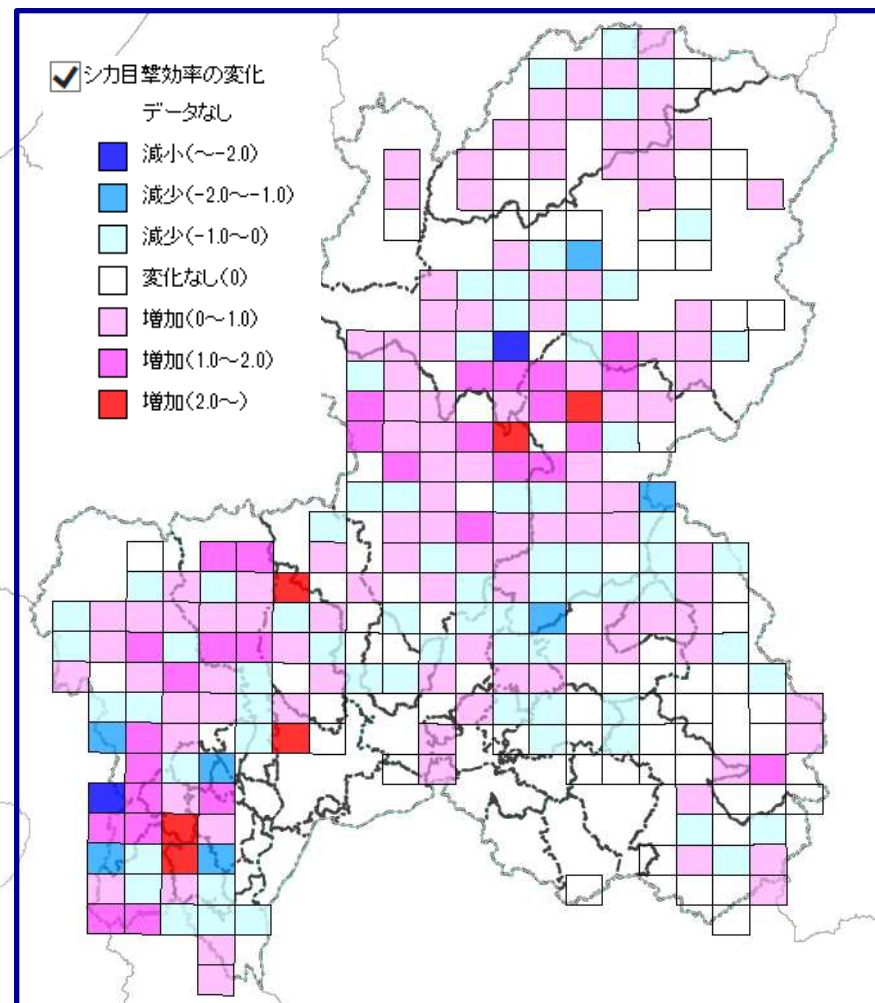 シカ目撃効率の変化
データなし
減小(~-2.0)
減少(-2.0~-1.0)
減少(-1.0~0)
変化なし(0)
増加(0~1.0)
増加(1.0~2.0)
増加(2.0~)